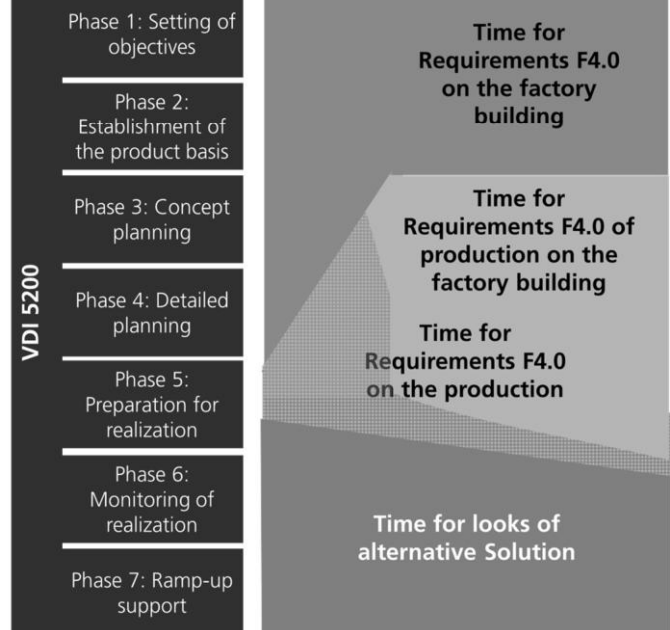 VDI 5200
Phase 1: Setting of
objectives
Phase 2:
Establishment of
the product basis
Phase 3: Concept
planning
Phase 4: Detailed
planning
Phase 5:
Preparation for
realization
Phase 6:
Monitoring of
realization
Phase 7: Ramp-up
support
Time for
Requirements F4.0
on the factory
building
Time for
Requirements F4.0 of
production on the
factory building
Time for
Requirements F4.0
on the production
Time for looks of
alternative Solution